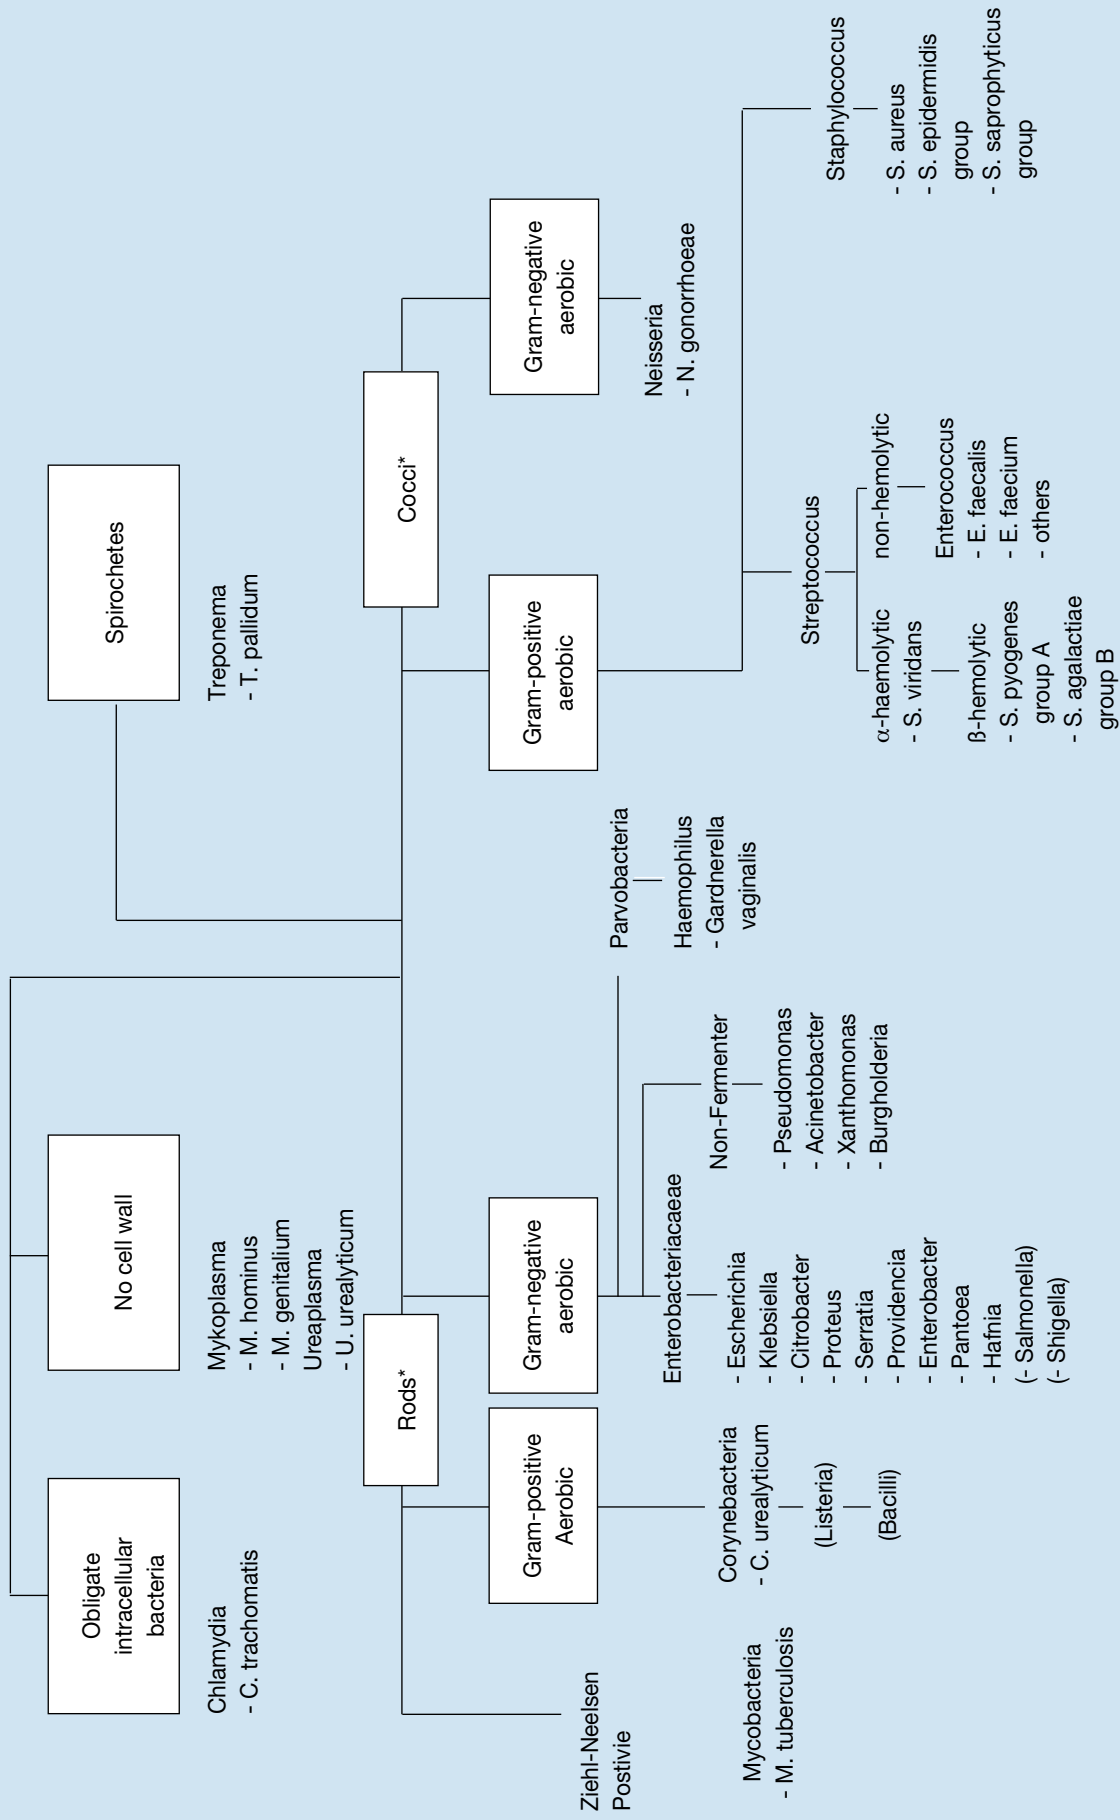 Obligate
intracellular
bacteria
Chlamydia
- C. trachomatis
No cell wall
Mykoplasma
- M. hominus
- M. genitalium
Ureaplasma
- U. urealyticum
Spirochetes
Treponema
- T. pallidum
Rods*
Cocci*
Ziehl-Neelsen
Postivie
Mycobacteria
- M. tuberculosis
Gram-positive
Aerobic
Corynebacteria
- C. urealyticum
(Listeria)
(Bacilli)
Gram-negative
aerobic
Enterobacteriacaeae
- Escherichia
- Klebsiella
- Citrobacter
- Proteus
- Serratia
- Providencia
- Enterobacter
- Pantoea
- Hafnia
(- Salmonella)
(- Shigella)
Non-Fermenter
- Pseudomonas
- Acinetobacter
- Xanthomonas
- Burgholderia
Parvobacteria
Haemophilus
- Gardnerella
vaginalis
Gram-positive
aerobic
Streptococcus
α-haemolytic
- S. viridans
ß-hemolytic
- S. pyogenes
group A
- S. agalactiae
group B
non-hemolytic
Enterococcus
- E. faecalis
- E. faecium
- others
Staphylococcus
- S. aureus
- S. epidermidis
group
- S. saprophyticus
group
Gram-negative
aerobic
Neisseria
- N. gonorrhoeae